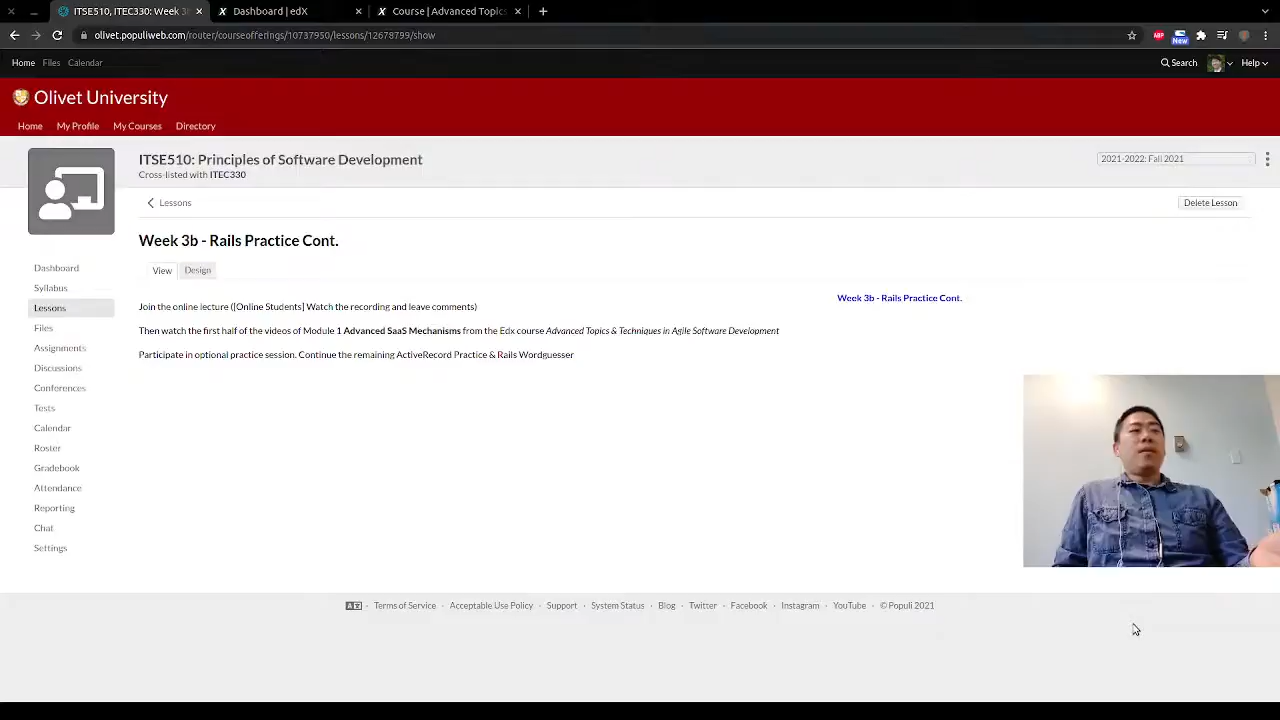 ITSE510, ITEC330: Week 3
Dashboard | edX
Course | Advanced Topics
olivet.populiweb.com/router/courseofferings/10737950/lessons/12678799/show
ABP
New
Home Files Calendar
Search
Help
Olivet University
Home My Profile My Courses Directory
ITSE510: Principles of Software Development
Cross-listed with ITEC330
2021-2022: Fall 2021
Lessons
Delete Lesson
Week 3b - Rails Practice Cont.
View Design
Join the online lecture ([Online Students] Watch the recording and leave comments)
Then watch the first half of the videos of Module 1 Advanced SaaS Mechanisms from the Edx course Advanced Topics & Techniques in Agile Software Development
Participate in optional practice session. Continue the remaining ActiveRecord Practice & Rails Wordguesser
Week 3b - Rails Practice Cont.
Dashboard
Syllabus
Lessons
Files
Assignments
Discussions
Conferences
Tests
Calendar
Roster
Gradebook
Attendance
Reporting
Chat
Settings
Terms of Service · Acceptable Use Policy · Support · System Status · Blog · Twitter · Facebook · Instagram · YouTube · © Populi 2021